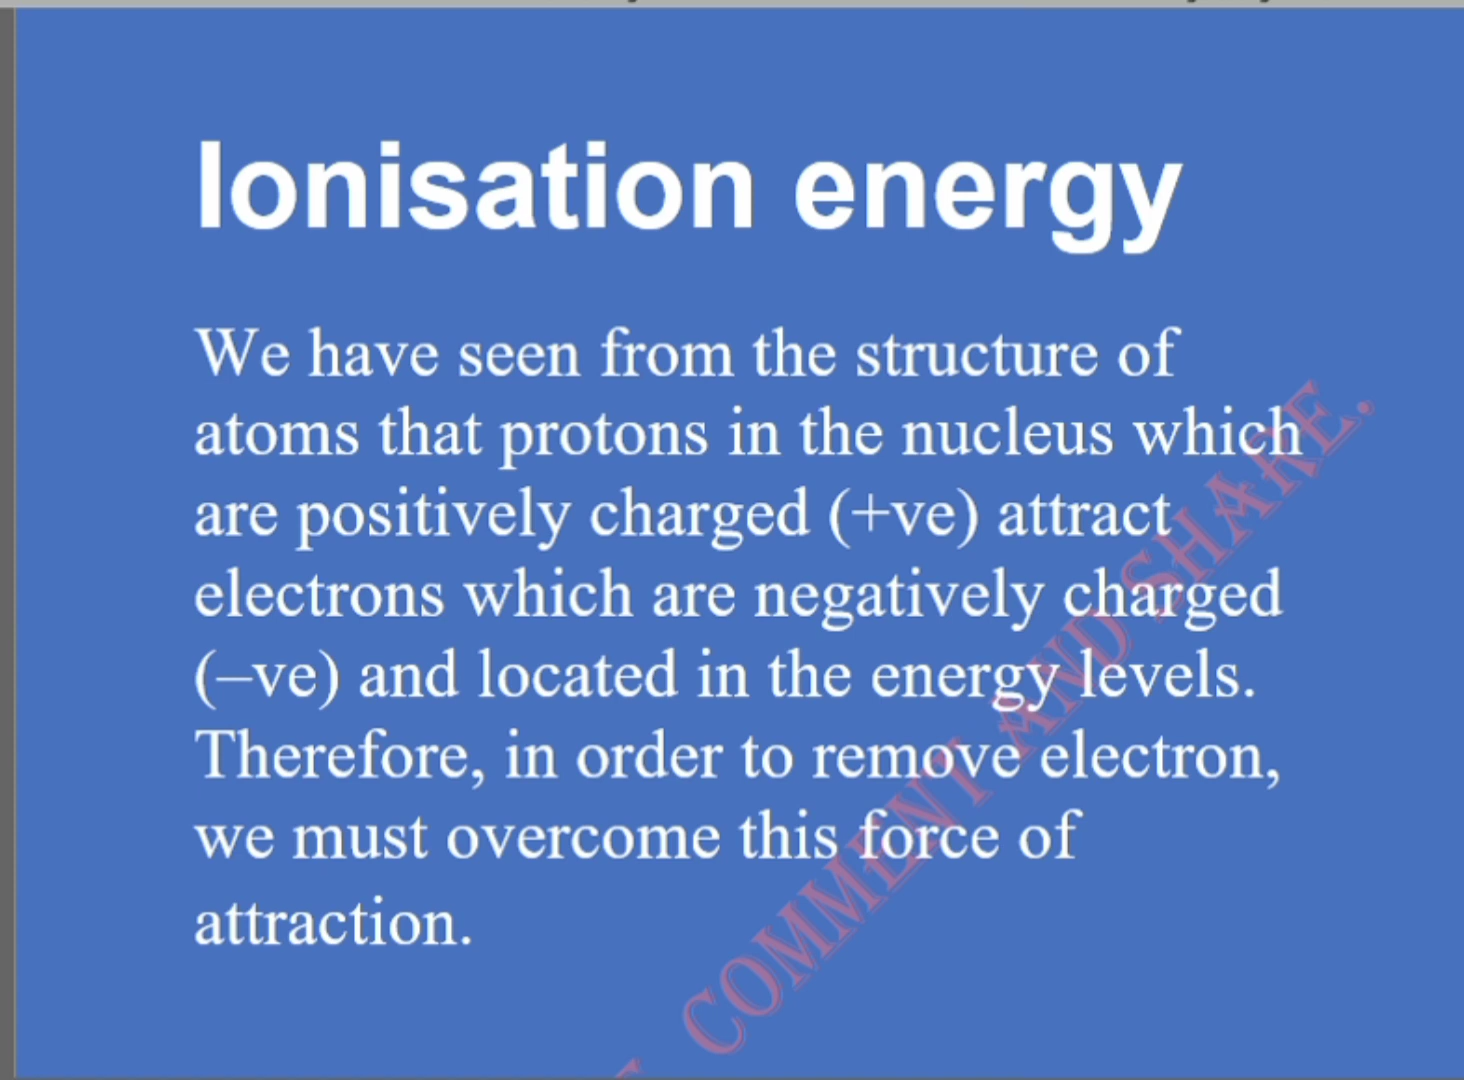 Ionisation energy
We have seen from the structure of
atoms that protons in the nucleus which
are positively charged (+ve) attract
electrons which are negatively charged
(–ve) and located in the energy levels.
Therefore, in order to remove electron,
we must overcome this force of
attraction.
COMMENT AND SHARE.